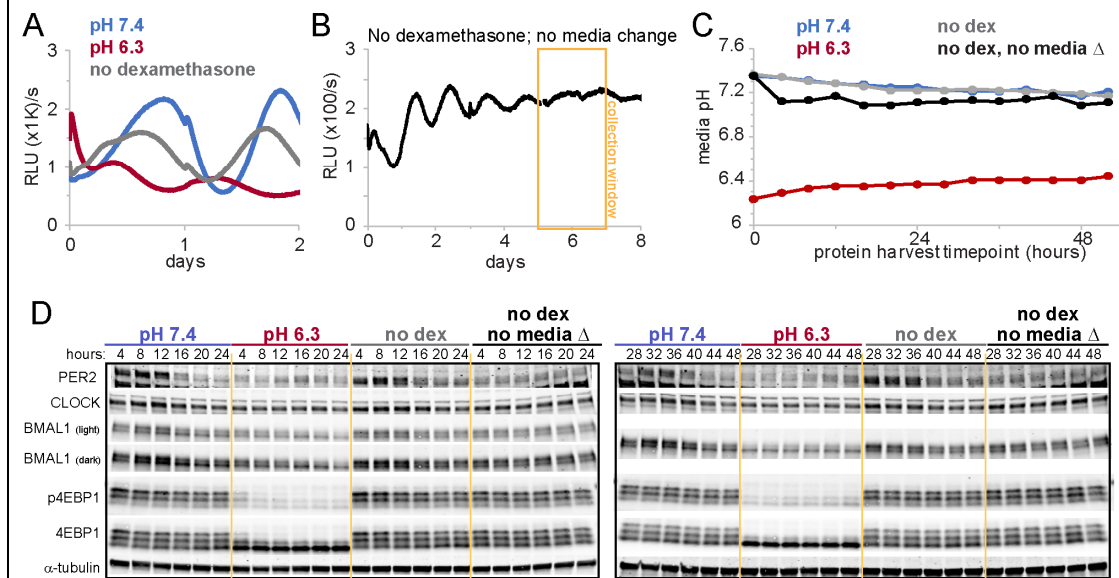 A
pH 7.4
pH 6.3
no dexamethasone
RLU (x1K)/s
3
2
1
0
0
1
2
days
B
No dexamethasone; no media change
RLU (x100/s)
3
2
1
0
0
2
4
6
8
days
collection window
C
pH 7.4
pH 6.3
no dex
no dex, no media Δ
media pH
7.6
7.2
6.8
6.4
6
0
24
48
protein harvest timepoint (hours)
D
pH 7.4
pH 6.3
no dex
no dex
no media Δ
hours: 4 8 12 16 20 24 4 8 12 16 20 24 4 8 12 16 20 24 4 8 12 16 20 24
PER2
CLOCK
BMAL1 (light)
BMAL1 (dark)
p4EBP1
4EBP1
α-tubulin
pH 7.4
pH 6.3
no dex
no dex
no media Δ
28 32 36 40 44 48 28 32 36 40 44 48 28 32 36 40 44 48 28 32 36 40 44 48